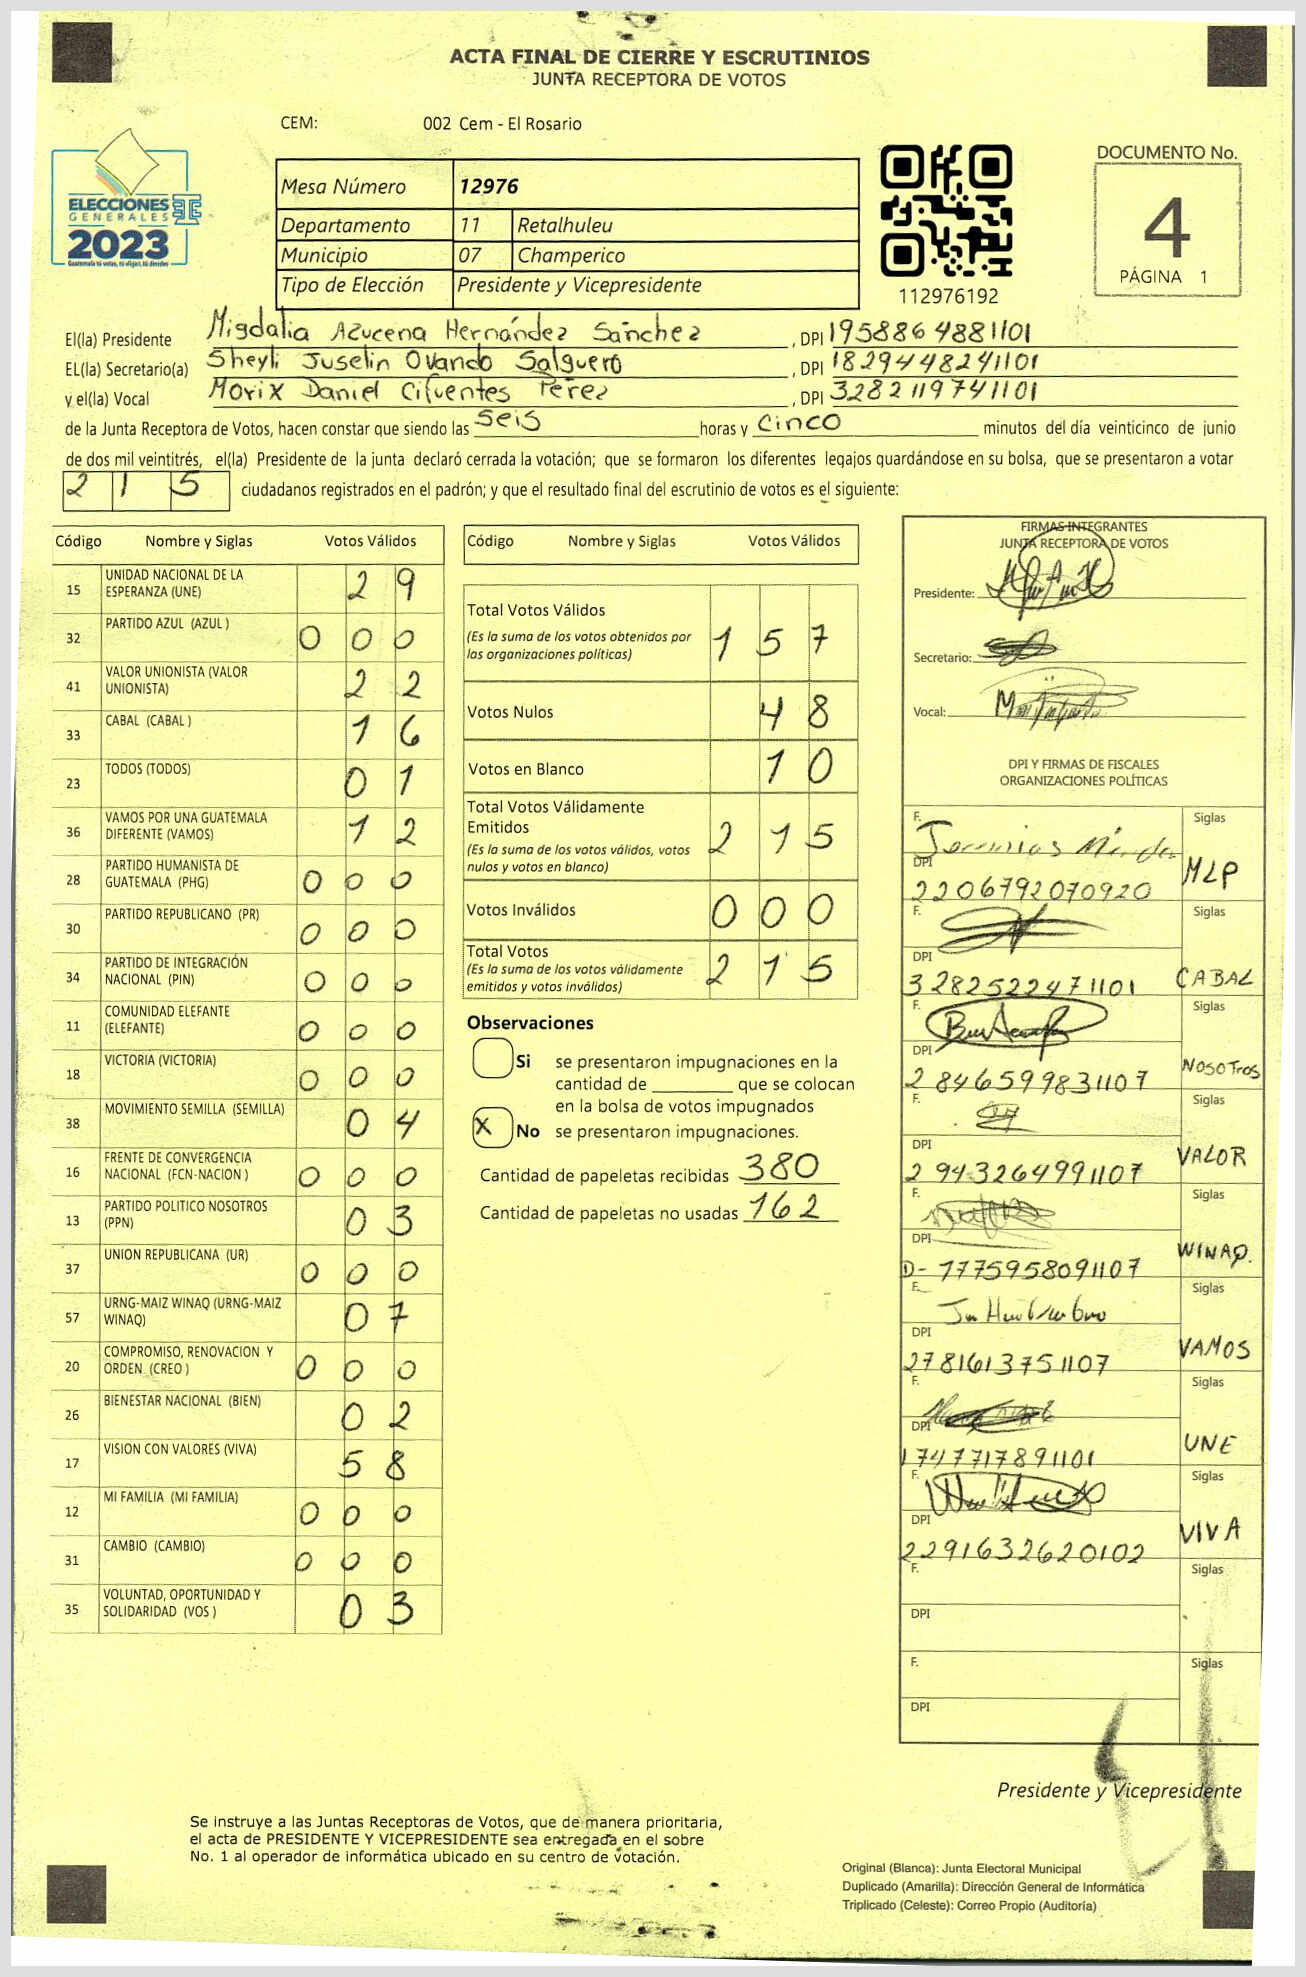 ACTA FINAL DE CIERRE Y ESCRUTINIOS
JUNTA RECEPTORA DE VOTOS
CEM: 002 Cem - El Rosario
ELECCIONES
GENERALES
2023
Guatemala tú votas, tú eliges, tú decides
Mesa Número 12976
Departamento 11 Retalhuleu
Municipio 07 Champerico
Tipo de Elección Presidente y Vicepresidente
112976192
DOCUMENTO No.
4
PÁGINA 1
El(la) Presidente Migdalia Azucena Hernández Sánchez, DPI 1958864881101
EL(la) Secretario(a) Sheyli Juselin Ovando Salguero, DPI 1829448241101
y el(la) Vocal Morix Daniel Cifuentes Pérez, DPI 3282119741101
de la Junta Receptora de Votos, hacen constar que siendo las seis horas y cinco minutos del día veinticinco de junio
de dos mil veintitrés, el(la) Presidente de la junta declaró cerrada la votación; que se formaron los diferentes legajos guardándose en su bolsa, que se presentaron a votar
215 ciudadanos registrados en el padrón; y que el resultado final del escrutinio de votos es el siguiente:
Código Nombre y Siglas Votos Válidos
15 UNIDAD NACIONAL DE LA ESPERANZA (UNE) 29
32 PARTIDO AZUL (AZUL ) 000
41 VALOR UNIONISTA (VALOR UNIONISTA) 22
33 CABAL (CABAL ) 16
23 TODOS (TODOS) 01
36 VAMOS POR UNA GUATEMALA DIFERENTE (VAMOS) 12
28 PARTIDO HUMANISTA DE GUATEMALA (PHG) 000
30 PARTIDO REPUBLICANO (PR) 000
34 PARTIDO DE INTEGRACIÓN NACIONAL (PIN) 000
11 COMUNIDAD ELEFANTE (ELEFANTE) 000
18 VICTORIA (VICTORIA) 000
38 MOVIMIENTO SEMILLA (SEMILLA) 04
16 FRENTE DE CONVERGENCIA NACIONAL (FCN-NACION ) 000
13 PARTIDO POLITICO NOSOTROS (PPN) 03
37 UNION REPUBLICANA (UR) 000
57 URNG-MAIZ WINAQ (URNG-MAIZ WINAQ) 07
20 COMPROMISO, RENOVACION Y ORDEN (CREO ) 000
26 BIENESTAR NACIONAL (BIEN) 02
17 VISION CON VALORES (VIVA) 58
12 MI FAMILIA (MI FAMILIA) 000
31 CAMBIO (CAMBIO) 000
35 VOLUNTAD, OPORTUNIDAD Y SOLIDARIDAD (VOS ) 03
Código Nombre y Siglas Votos Válidos
Total Votos Válidos 157
(Es la suma de los votos obtenidos por
las organizaciones políticas)
Votos Nulos 48
Votos en Blanco 10
Total Votos Válidamente
Emitidos 215
(Es la suma de los votos válidos, votos
nulos y votos en blanco)
Votos Inválidos 000
Total Votos 215
(Es la suma de los votos válidamente
emitidos y votos inválidos)
Observaciones
Si se presentaron impugnaciones en la
cantidad de ________ que se colocan
en la bolsa de votos impugnados
X No se presentaron impugnaciones.
Cantidad de papeletas recibidas 380
Cantidad de papeletas no usadas 162
FIRMAS INTEGRANTES
JUNTA RECEPTORA DE VOTOS
Presidente:
Secretario:
Vocal:
DPI Y FIRMAS DE FISCALES
ORGANIZACIONES POLÍTICAS
F. Siglas
DPI 2206792070920 MLP
F. Siglas
DPI 3282522471101 CABAL
F. Siglas
DPI 2846599831107 NOSOTROS
F. Siglas
DPI 2943264991107 VALOR
F. Siglas
DPI 1775958091107 WINAQ.
F. Siglas
DPI 2781613751107 VAMOS
F. Siglas
DPI 1747717891101 UNE
F. Siglas
DPI 2291632620102 VIVA
F. Siglas
DPI
F. Siglas
DPI
Presidente y Vicepresidente
Se instruye a las Juntas Receptoras de Votos, que de manera prioritaria,
el acta de PRESIDENTE Y VICEPRESIDENTE sea entregada en el sobre
No. 1 al operador de informática ubicado en su centro de votación.
Original (Blanca): Junta Electoral Municipal
Duplicado (Amarilla): Dirección General de Informática
Triplicado (Celeste): Correo Propio (Auditoría)